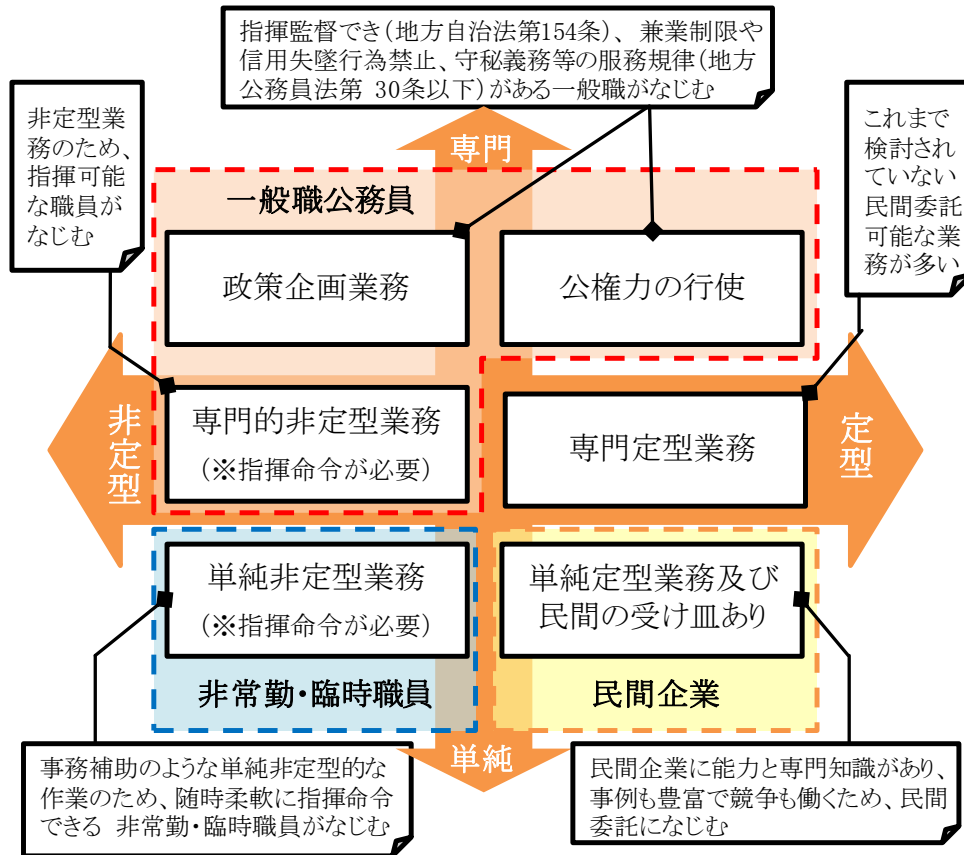 指揮監督でき(地方自治法第154条)、兼業制限や
信用失墜行為禁止、守秘義務等の服務規律(地方
公務員法第 30条以下)がある一般職がなじむ
非定型業
務のため、
指揮可能
な職員が
なじむ
これまで
検討され
ていない
民間委託
可能な業
務が多い
専門
一般職公務員
政策企画業務
公権力の行使
非定型
専門的非定型業務
(※指揮命令が必要)
専門定型業務
定型
単純非定型業務
(※指揮命令が必要)
単純定型業務及び
民間の受け皿あり
非常勤・臨時職員
民間企業
単純
事務補助のような単純非定型的な
作業のため、随時柔軟に指揮命令
できる 非常勤・臨時職員がなじむ
民間企業に能力と専門知識があり、
事例も豊富で競争も働くため、民間
委託になじむ